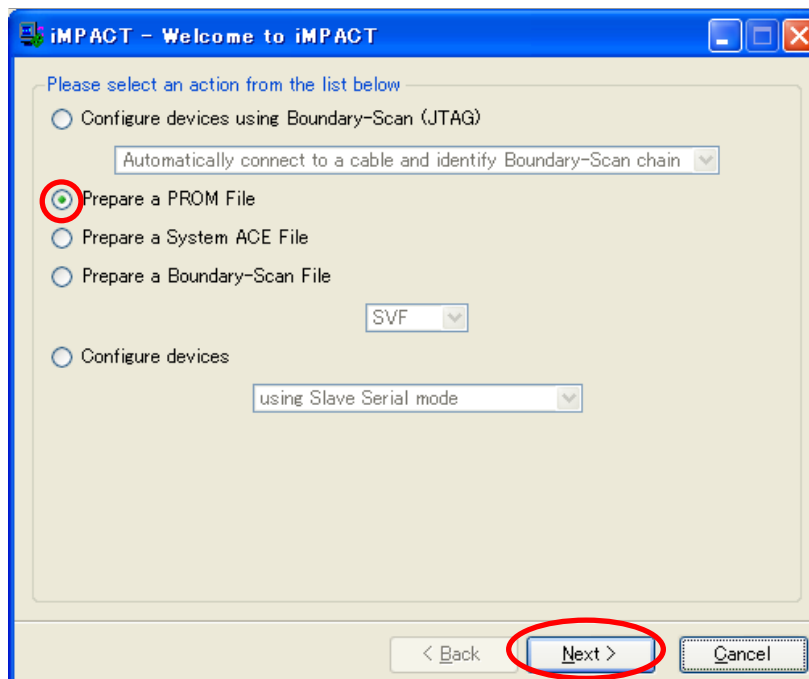 iMPACT - Welcome to iMPACT
Please select an action from the list below
Configure devices using Boundary-Scan (JTAG)
Automatically connect to a cable and identify Boundary-Scan chain
Prepare a PROM File
Prepare a System ACE File
Prepare a Boundary-Scan File
SVF
Configure devices
using Slave Serial mode
< Back Next > Cancel